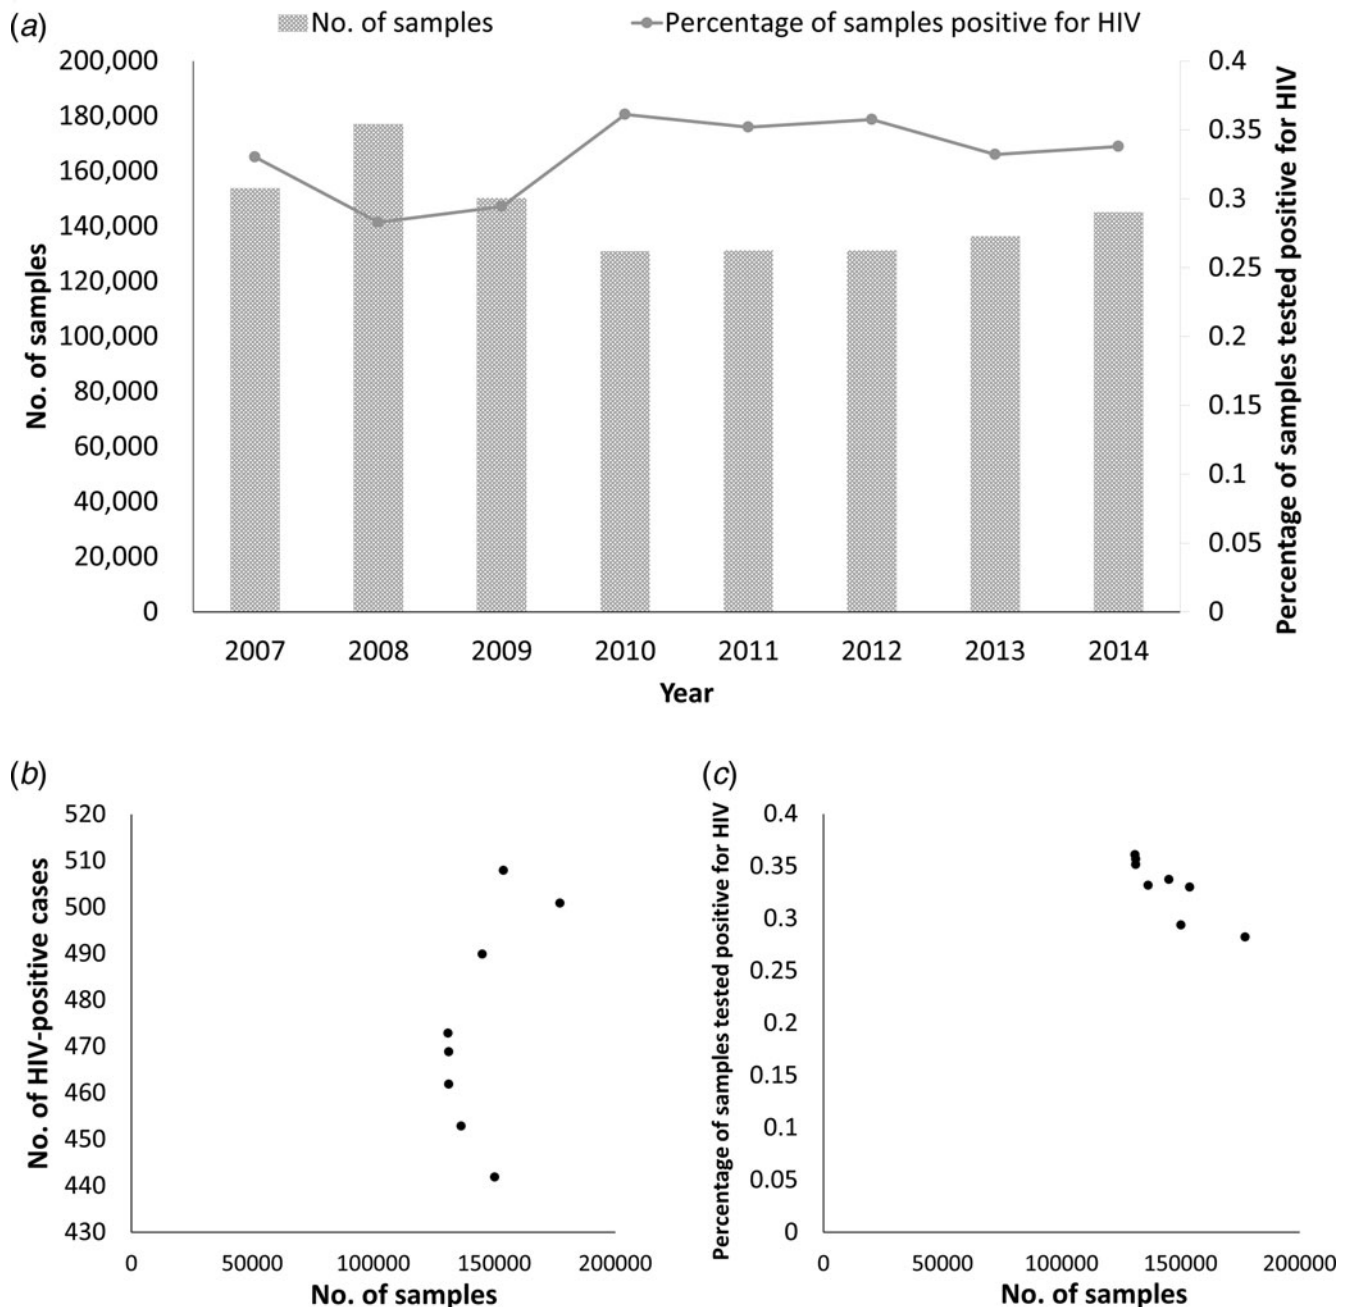 (a)
No. of samples
Percentage of samples positive for HIV
200,000
180,000
160,000
140,000
120,000
100,000
80,000
60,000
40,000
20,000
0
No. of samples
0.4
0.35
0.3
0.25
0.2
0.15
0.1
0.05
0
Percentage of samples tested positive for HIV
2007 2008 2009 2010 2011 2012 2013 2014
Year
(b)
520
510
500
490
480
470
460
450
440
430
No. of HIV-positive cases
0 50000 100000 150000 200000
No. of samples
(c)
0.4
0.35
0.3
0.25
0.2
0.15
0.1
0.05
0
Percentage of samples tested positive for HIV
0 50000 100000 150000 200000
No. of samples